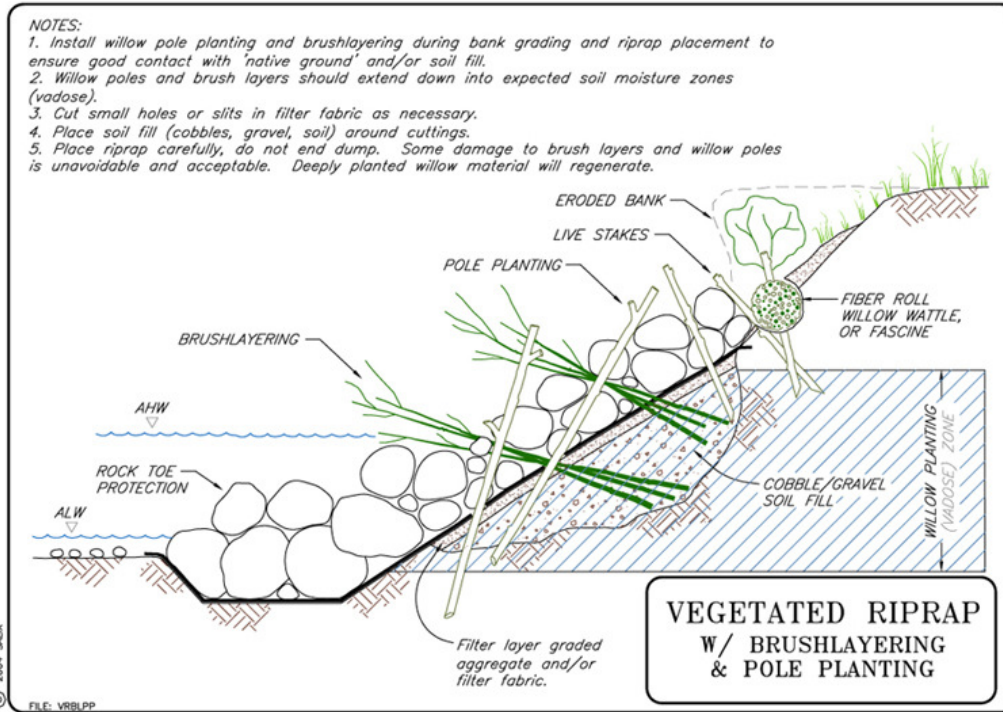 NOTES:
1. Install willow pole planting and brushlayering during bank grading and riprap placement to
ensure good contact with 'native ground' and/or soil fill.
2. Willow poles and brush layers should extend down into expected soil moisture zones
(vadose).
3. Cut small holes or slits in filter fabric as necessary.
4. Place soil fill (cobbles, gravel, soil) around cuttings.
5. Place riprap carefully, do not end dump. Some damage to brush layers and willow poles
is unavoidable and acceptable. Deeply planted willow material will regenerate.
ERODED BANK
LIVE STAKES
POLE PLANTING
FIBER ROLL
WILLOW WATTLE,
OR FASCINE
BRUSHLAYERING
AHW
ROCK TOE
PROTECTION
COBBLE/GRAVEL
SOIL FILL
WILLOW PLANTING
(VADOSE) ZONE
ALW
Filter layer graded
aggregate and/or
filter fabric.
VEGETATED RIPRAP
W/ BRUSHLAYERING
& POLE PLANTING
FILE: VRBLPP